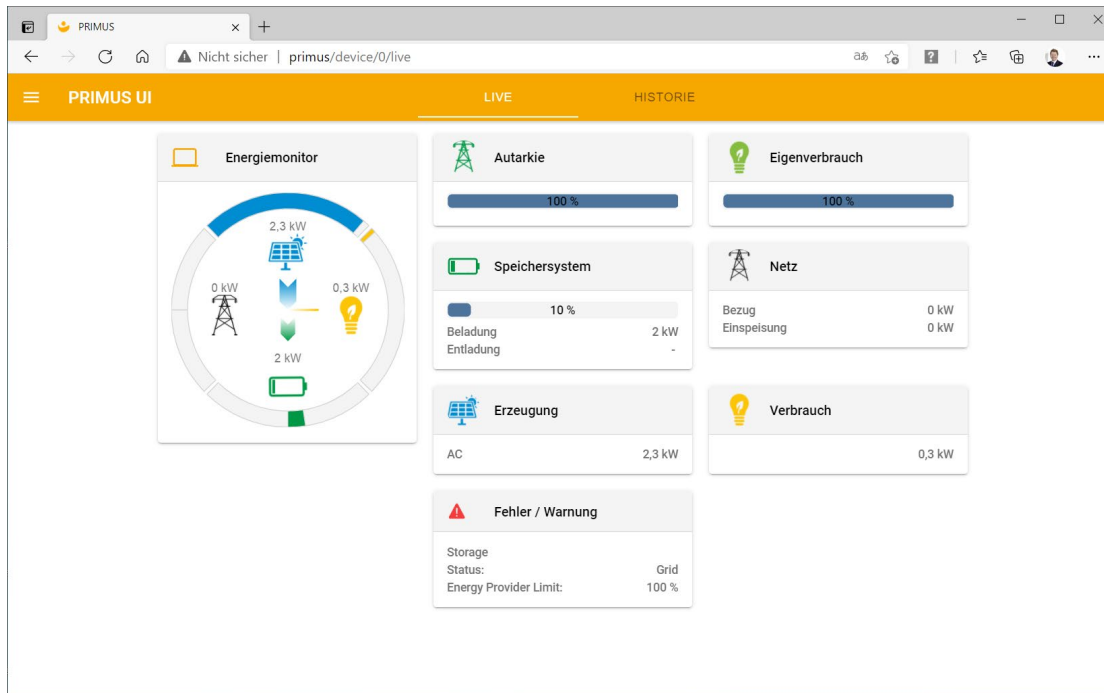 PRIMUS
Nicht sicher | primus/device/0/live
PRIMUS UI
LIVE
HISTORIE
Energiemonitor
2,3 kW
0 kW
0,3 kW
2 kW
Autarkie
100 %
Eigenverbrauch
100 %
Speichersystem
10 %
Beladung 2 kW
Entladung -
Netz
Bezug 0 kW
Einspeisung 0 kW
Erzeugung
AC 2,3 kW
Verbrauch
0,3 kW
Fehler / Warnung
Storage
Status: Grid
Energy Provider Limit: 100 %